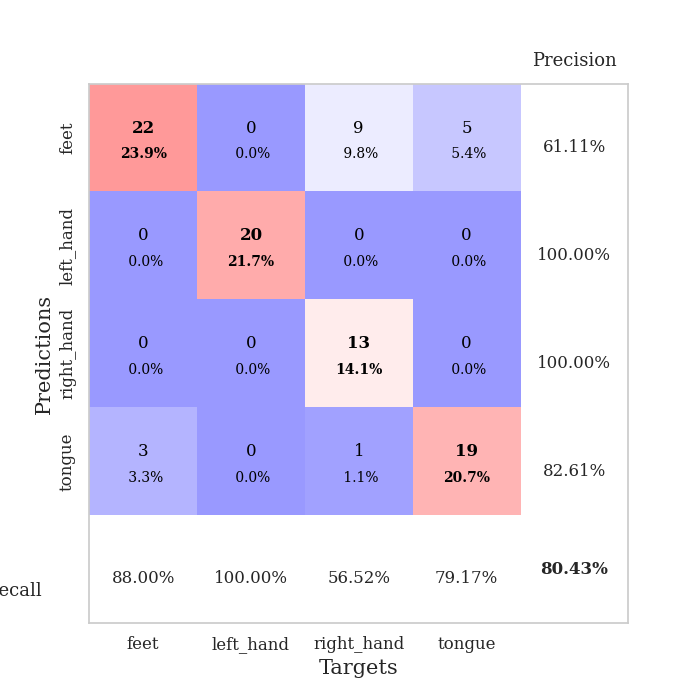 Precision
feet 22 0 9 5 61.11%
23.9% 0.0% 9.8% 5.4%
left_hand 0 20 0 0 100.00%
0.0% 21.7% 0.0% 0.0%
Predictions
right_hand 0 0 13 0 100.00%
0.0% 0.0% 14.1% 0.0%
tongue 3 0 1 19 82.61%
3.3% 0.0% 1.1% 20.7%
ecall 88.00% 100.00% 56.52% 79.17% 80.43%
feet left_hand right_hand tongue
Targets